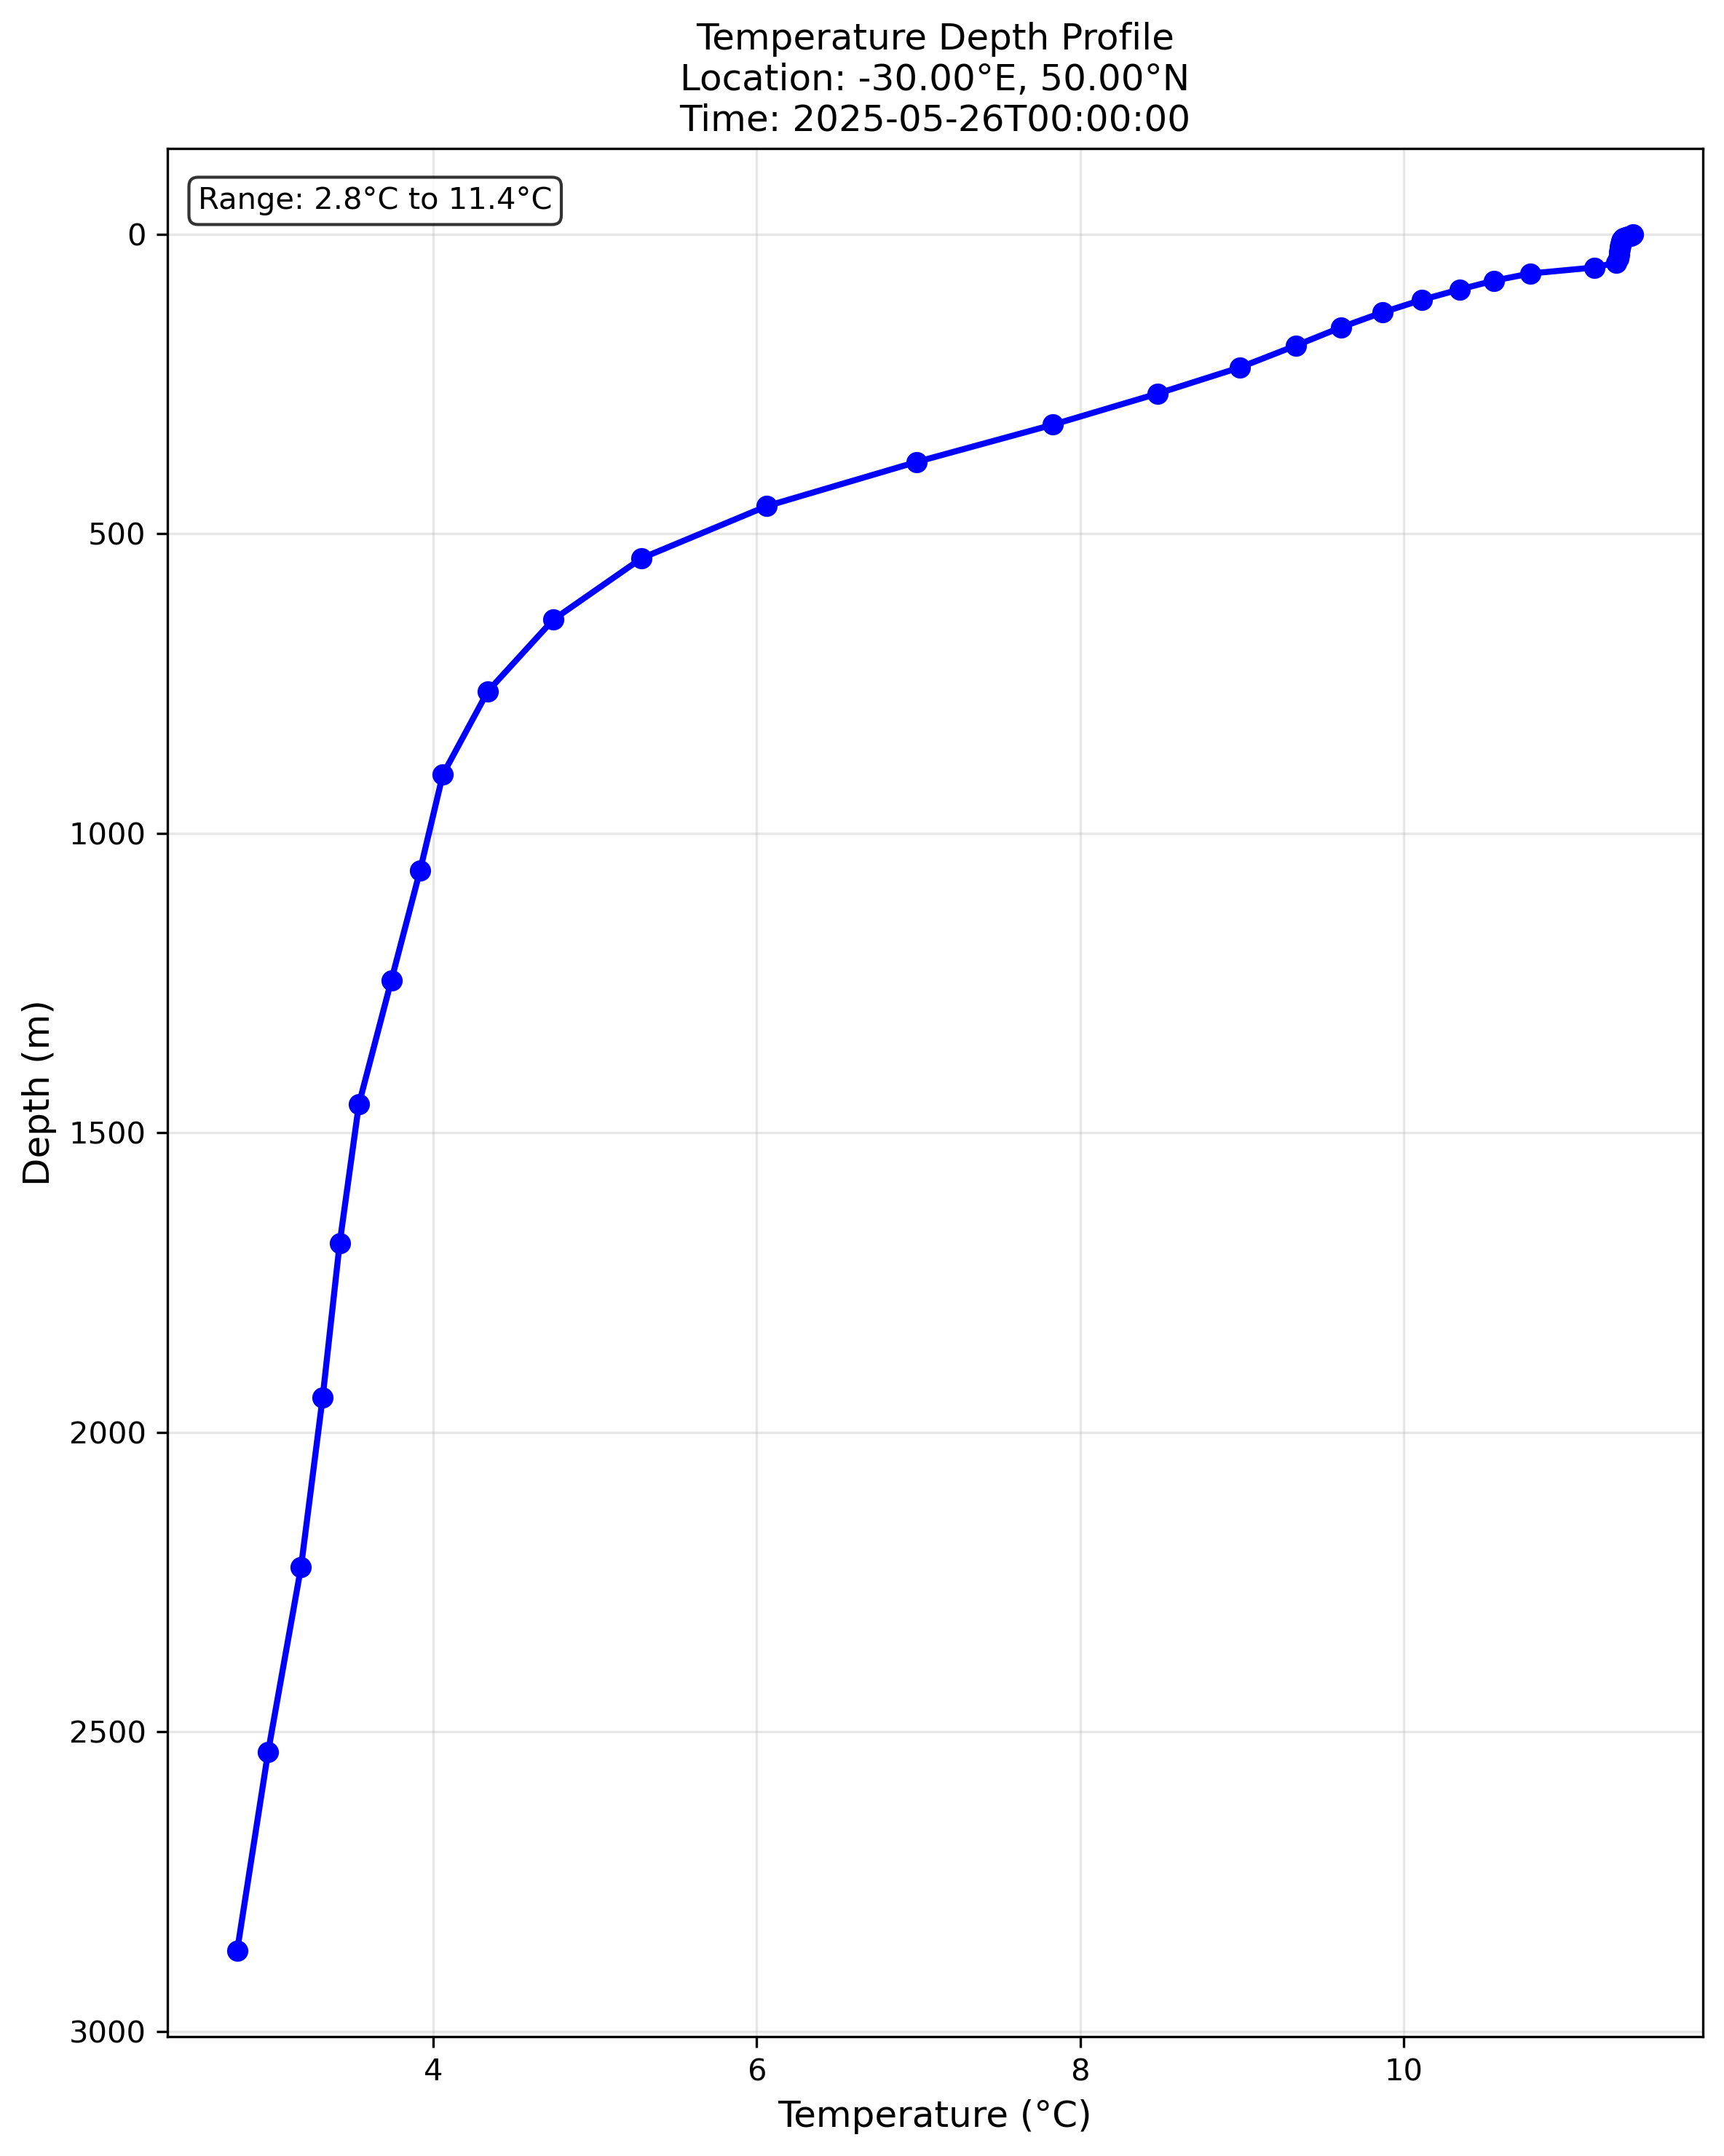 Temperature Depth Profile
Location: -30.00°E, 50.00°N
Time: 2025-05-26T00:00:00
Range: 2.8°C to 11.4°C
0
500
1000
1500
2000
2500
3000
Depth (m)
4
6
8
10
Temperature (°C)